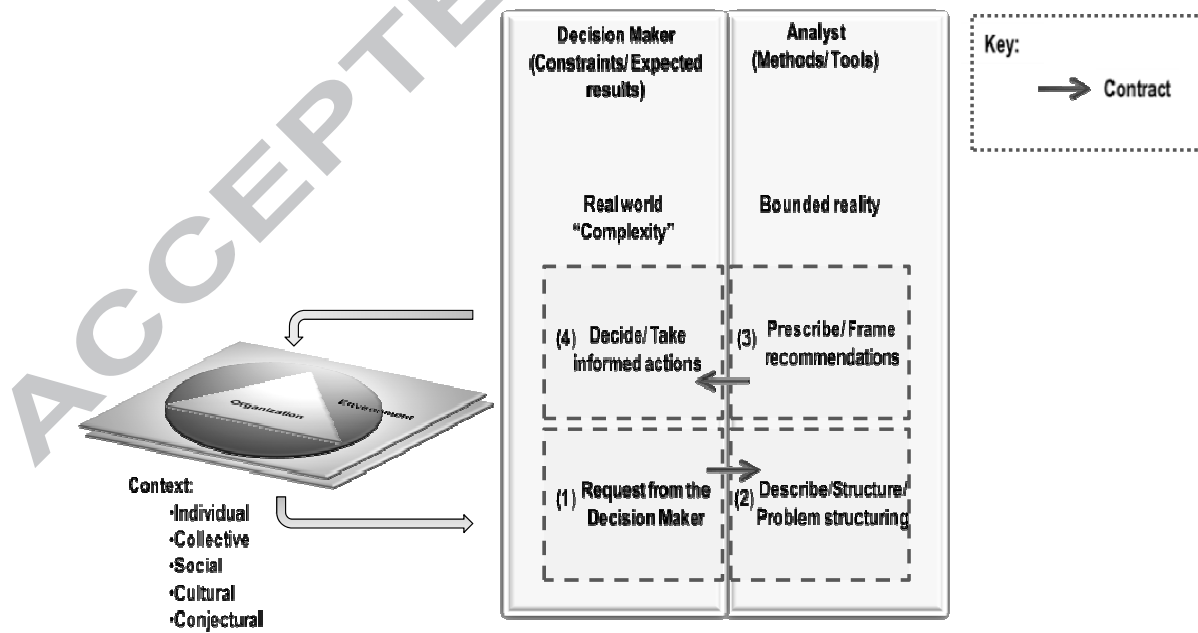 ACCEPTE
Decision Maker
(Constraints/ Expected
results)
Analyst
(Methods/ Tools)
Key:
Contract
Real world
“Complexity”
Bounded reality
(4) Decide/ Take
informed actions
(3) Prescribe/ Frame
recommendations
Organization
Environment
(1) Request from the
Decision Maker
(2) Describe/Structure/
Problem structuring
Context:
•Individual
•Collective
•Social
•Cultural
•Conjectural